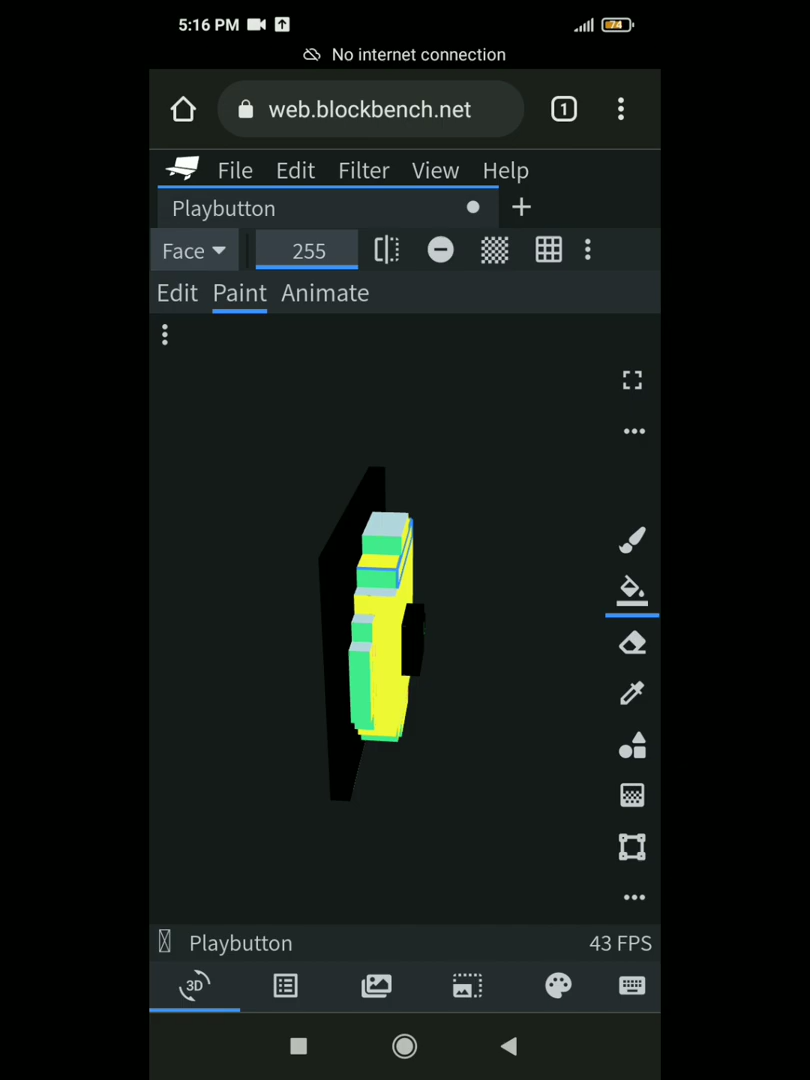 5:16 PM
74
No internet connection
web.blockbench.net
1
File Edit Filter View Help
Playbutton
Face 255
Edit Paint Animate
Playbutton 43 FPS
3D